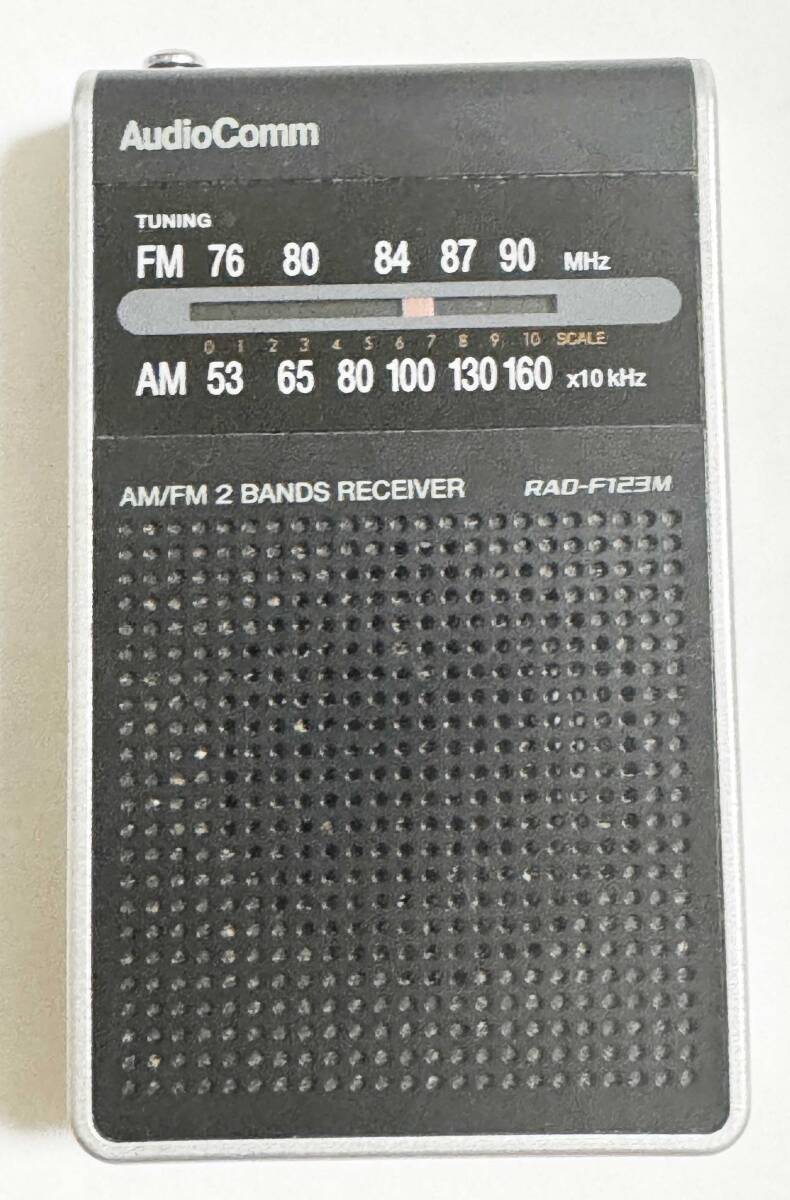 AudioComm
TUNING
FM 76 80 84 87 90 MHz
0 1 2 3 4 5 6 7 8 9 10 SCALE
AM 53 65 80 100 130 160 x10 kHz
AM/FM 2 BANDS RECEIVER RAD-F123M